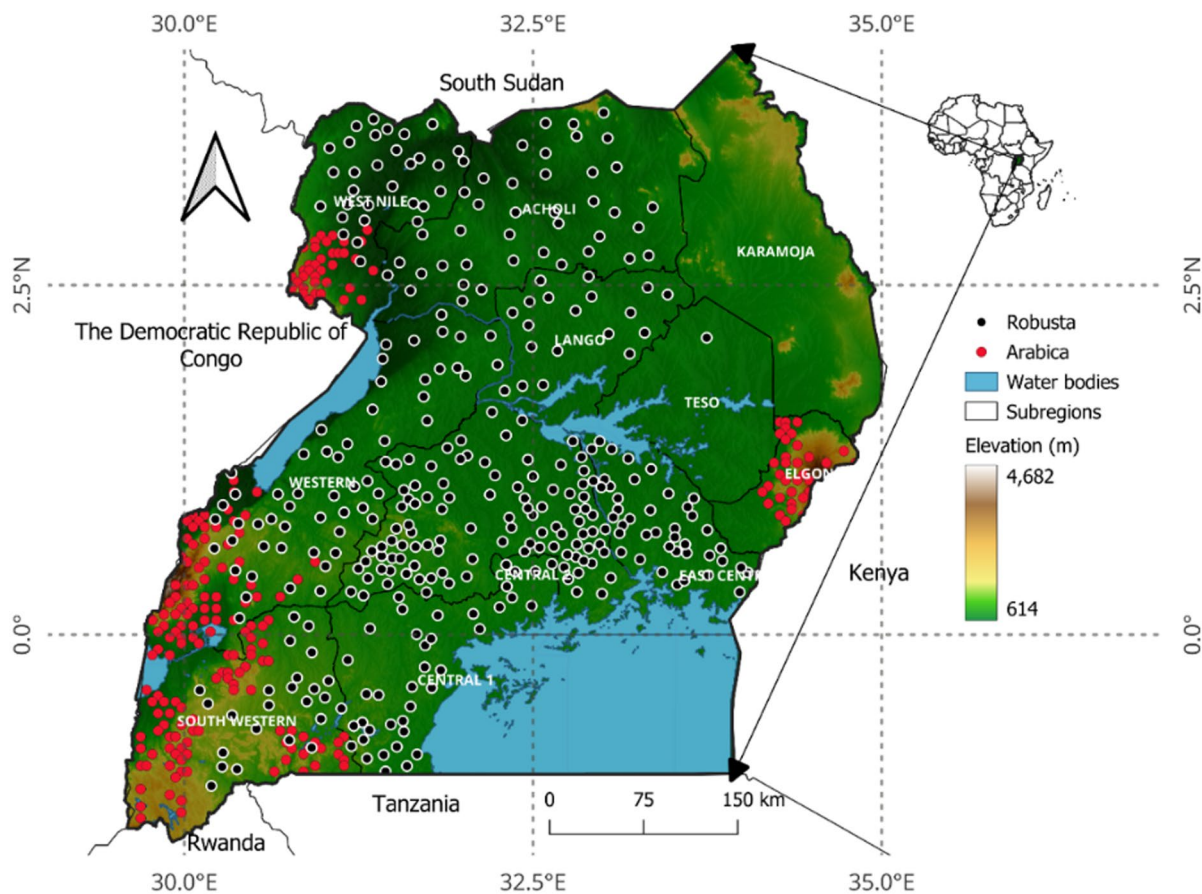 30.0°E
32.5°E
35.0°E
South Sudan
WEST NILE
ACHOLI
KARAMOJA
2.5°N
2.5°N
The Democratic Republic of
Congo
LANGO
TESO
Robusta
Arabica
Water bodies
Subregions
Elevation (m)
4,682
614
WESTERN
ELGON
CENTRAL 2
EAST CENTR
Kenya
0.0°
0.0°
CENTRAL 1
SOUTH WESTERN
Tanzania
Rwanda
0
75
150 km
30.0°E
32.5°E
35.0°E